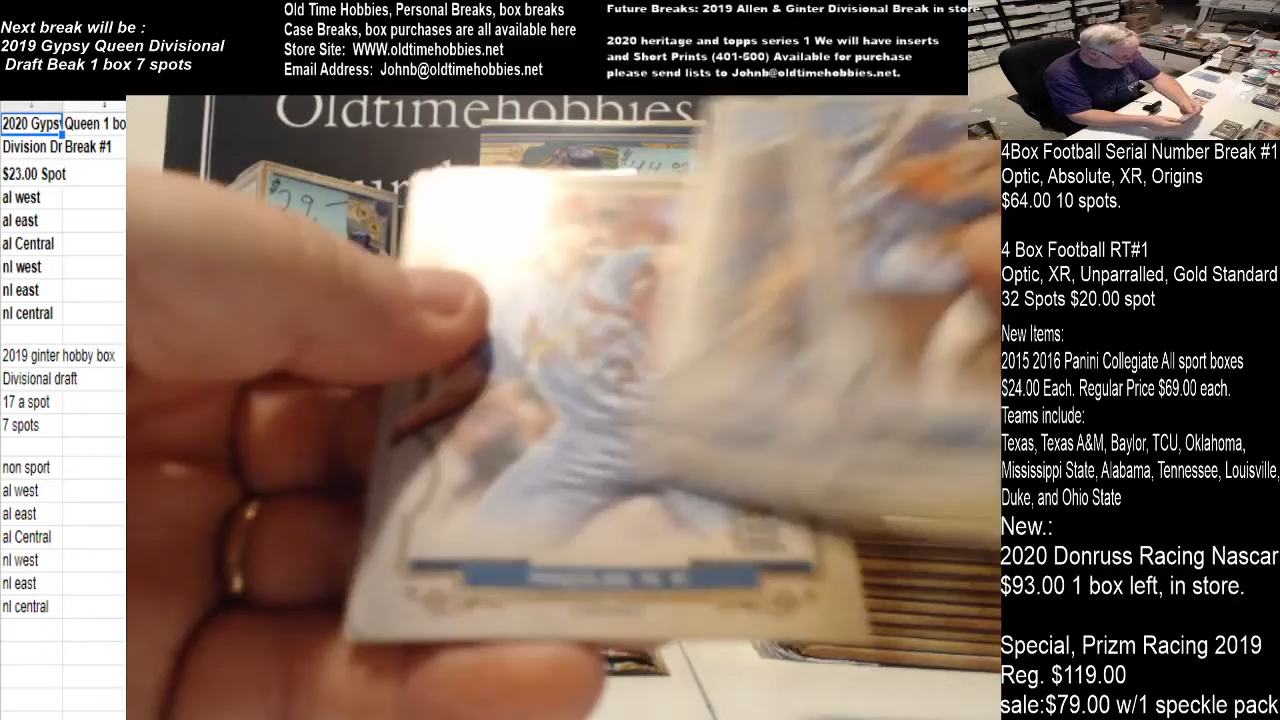 Next break will be :
2019 Gypsy Queen Divisional
Draft Beak 1 box 7 spots
Old Time Hobbies, Personal Breaks, box breaks
Case Breaks, box purchases are all available here
Store Site: WWW.oldtimehobbies.net
Email Address: Johnb@oldtimehobbies.net
Future Breaks: 2019 Allen & Ginter Divisional Break in store
2020 heritage and topps series 1 We will have inserts
and Short Prints (401-500) Available for purchase
please send lists to Johnb@oldtimehobbies.net.
2020 Gypsy Queen 1 bo
Division Dr Break #1
$23.00 Spot
al west
al east
al Central
nl west
nl east
nl central
2019 ginter hobby box
Divisional draft
17 a spot
7 spots
non sport
al west
al east
al Central
nl west
nl east
nl central
Oldtimehobbies
4Box Football Serial Number Break #1
Optic, Absolute, XR, Origins
$64.00 10 spots.
4 Box Football RT#1
Optic, XR, Unparralled, Gold Standard
32 Spots $20.00 spot
New Items:
2015 2016 Panini Collegiate All sport boxes
$24.00 Each. Regular Price $69.00 each.
Teams include:
Texas, Texas A&M, Baylor, TCU, Oklahoma,
Mississippi State, Alabama, Tennessee, Louisville,
Duke, and Ohio State
New.:
2020 Donruss Racing Nascar
$93.00 1 box left, in store.
Special, Prizm Racing 2019
Reg. $119.00
sale:$79.00 w/1 speckle pack